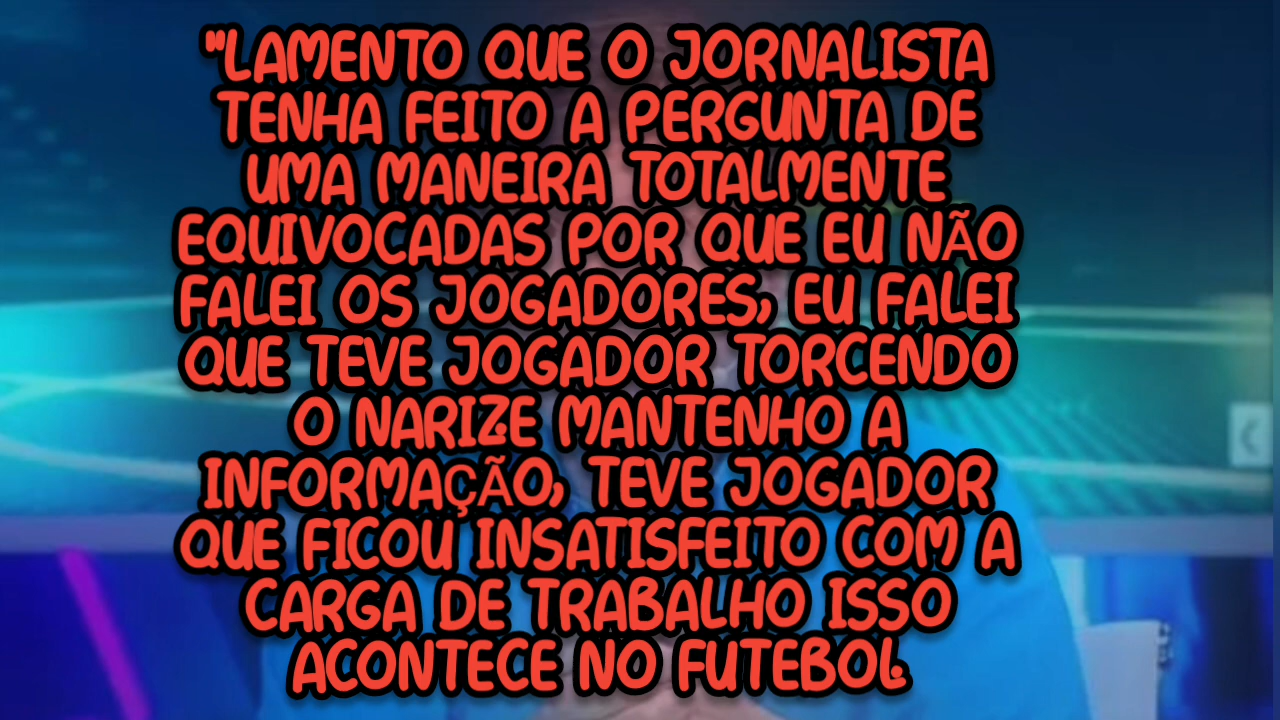 "LAMENTO QUE O JORNALISTA
TENHA FEITO A PERGUNTA DE
UMA MANEIRA TOTALMENTE
EQUIVOCADAS POR QUE EU NÃO
FALEI OS JOGADORES, EU FALEI
QUE TEVE JOGADOR TORCENDO
O NARIZ.E MANTENHO A
INFORMAÇÃO, TEVE JOGADOR
QUE FICOU INSATISFEITO COM A
CARGA DE TRABALHO ISSO
ACONTECE NO FUTEBOL.